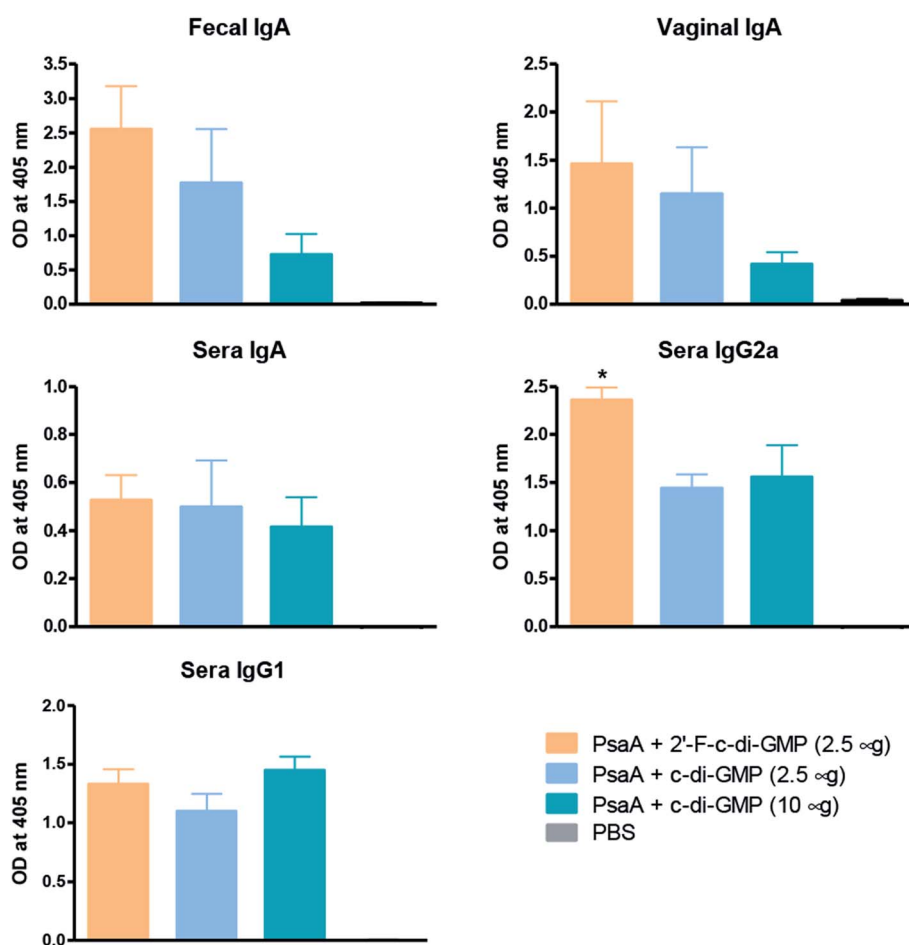 Fecal IgA
OD at 405 nm
3.5
3.0
2.5
2.0
1.5
1.0
0.5
0.0
Vaginal IgA
OD at 405 nm
2.5
2.0
1.5
1.0
0.5
0.0
Sera IgA
OD at 405 nm
1.0
0.8
0.6
0.4
0.2
0.0
Sera IgG2a
OD at 405 nm
2.5
2.0
1.5
1.0
0.5
0.0
*
Sera IgG1
OD at 405 nm
2.0
1.5
1.0
0.5
0.0
PsaA + 2'-F-c-di-GMP (2.5 ∝g)
PsaA + c-di-GMP (2.5 ∝g)
PsaA + c-di-GMP (10 ∝g)
PBS